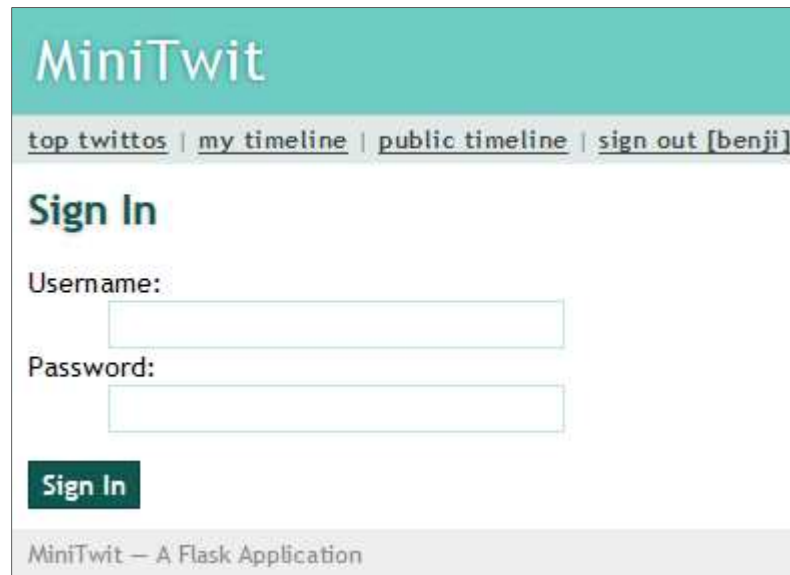 MiniTwit
top twittos | my timeline | public timeline | sign out [benji]
Sign In
Username:
Password:
Sign In
MiniTwit — A Flask Application